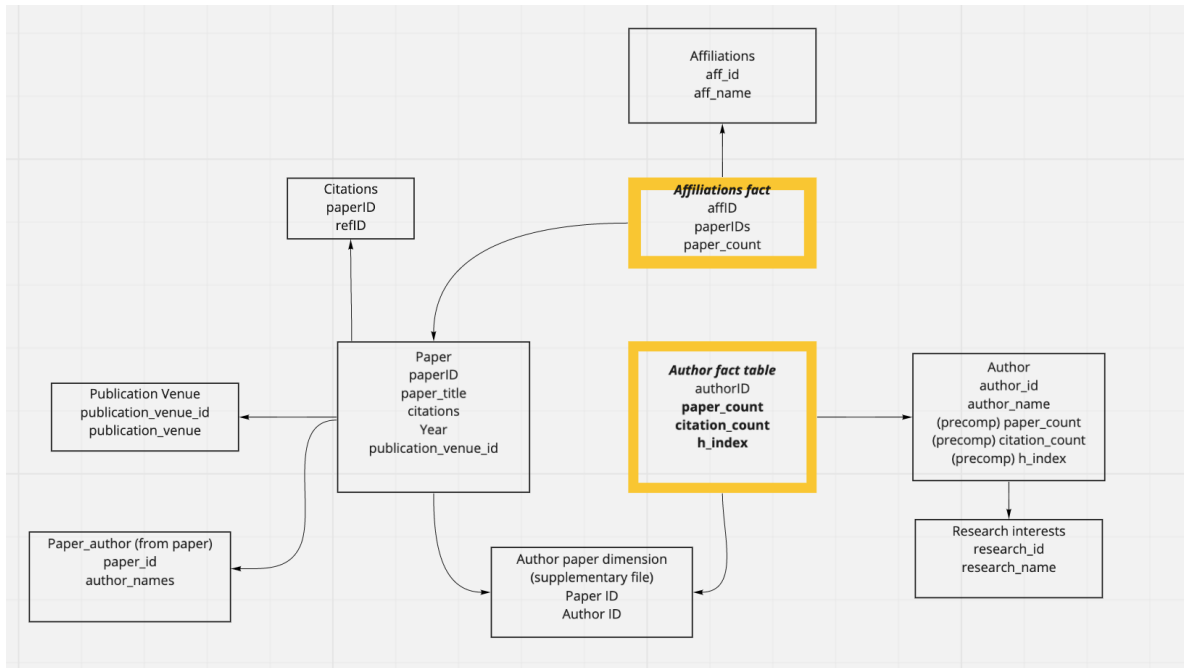 Affiliations
aff_id
aff_name
Citations
paperID
refID
Affiliations fact
affID
paperIDs
paper_count
Paper
paperID
paper_title
citations
Year
publication_venue_id
Author fact table
authorID
paper_count
citation_count
h_index
Author
author_id
author_name
(precomp) paper_count
(precomp) citation_count
(precomp) h_index
Publication Venue
publication_venue_id
publication_venue
Paper_author (from paper)
paper_id
author_names
Author paper dimension
(supplementary file)
Paper ID
Author ID
Research interests
research_id
research_name